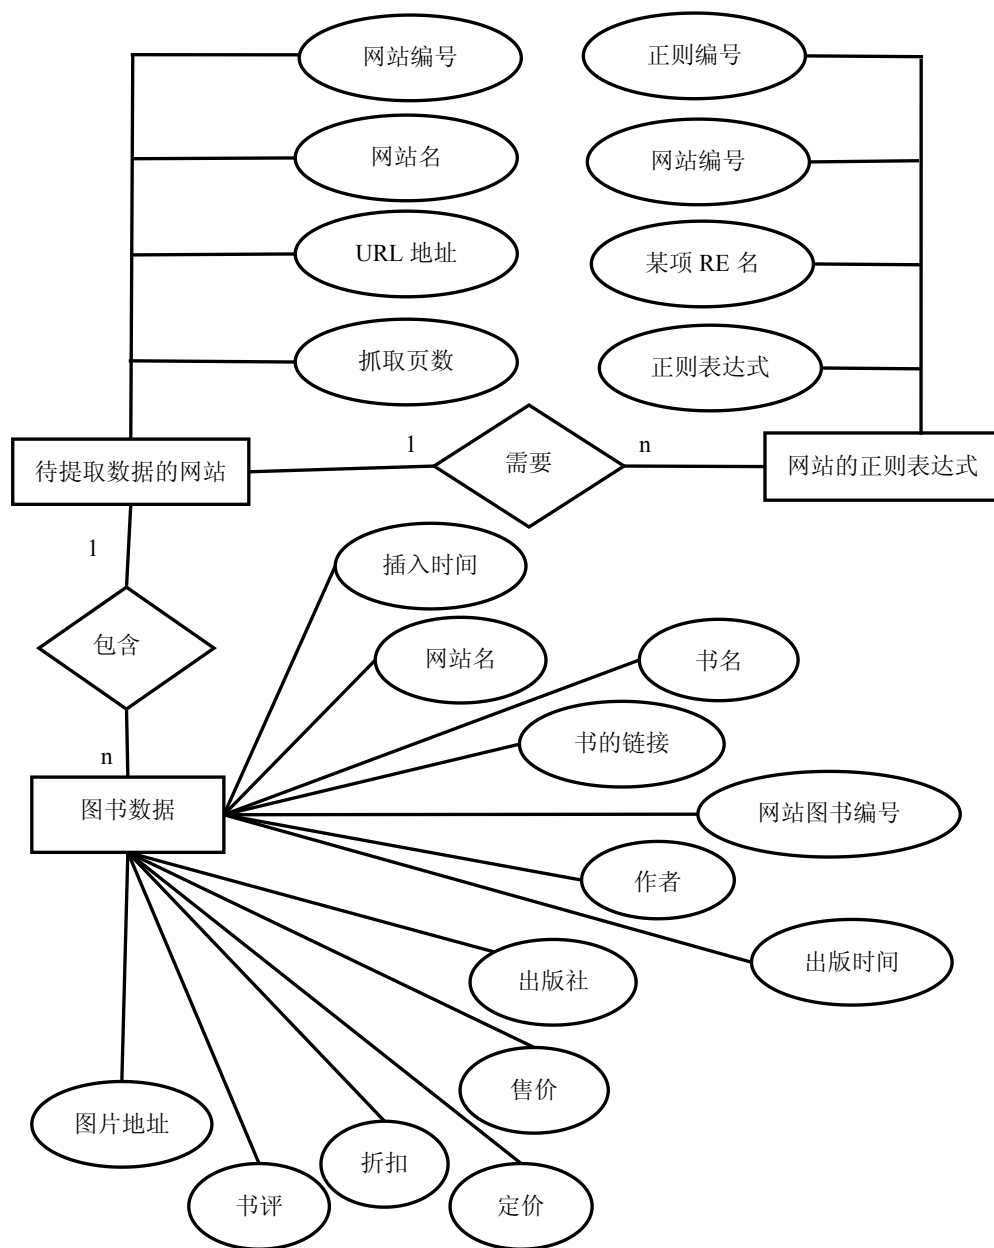 网站编号
正则编号
网站名
网站编号
URL 地址
某项 RE 名
抓取页数
正则表达式
1
n
待提取数据的网站
需要
网站的正则表达式
1
插入时间
包含
网站名
书名
书的链接
n
图书数据
网站图书编号
作者
出版时间
出版社
售价
图片地址
折扣
书评
定价